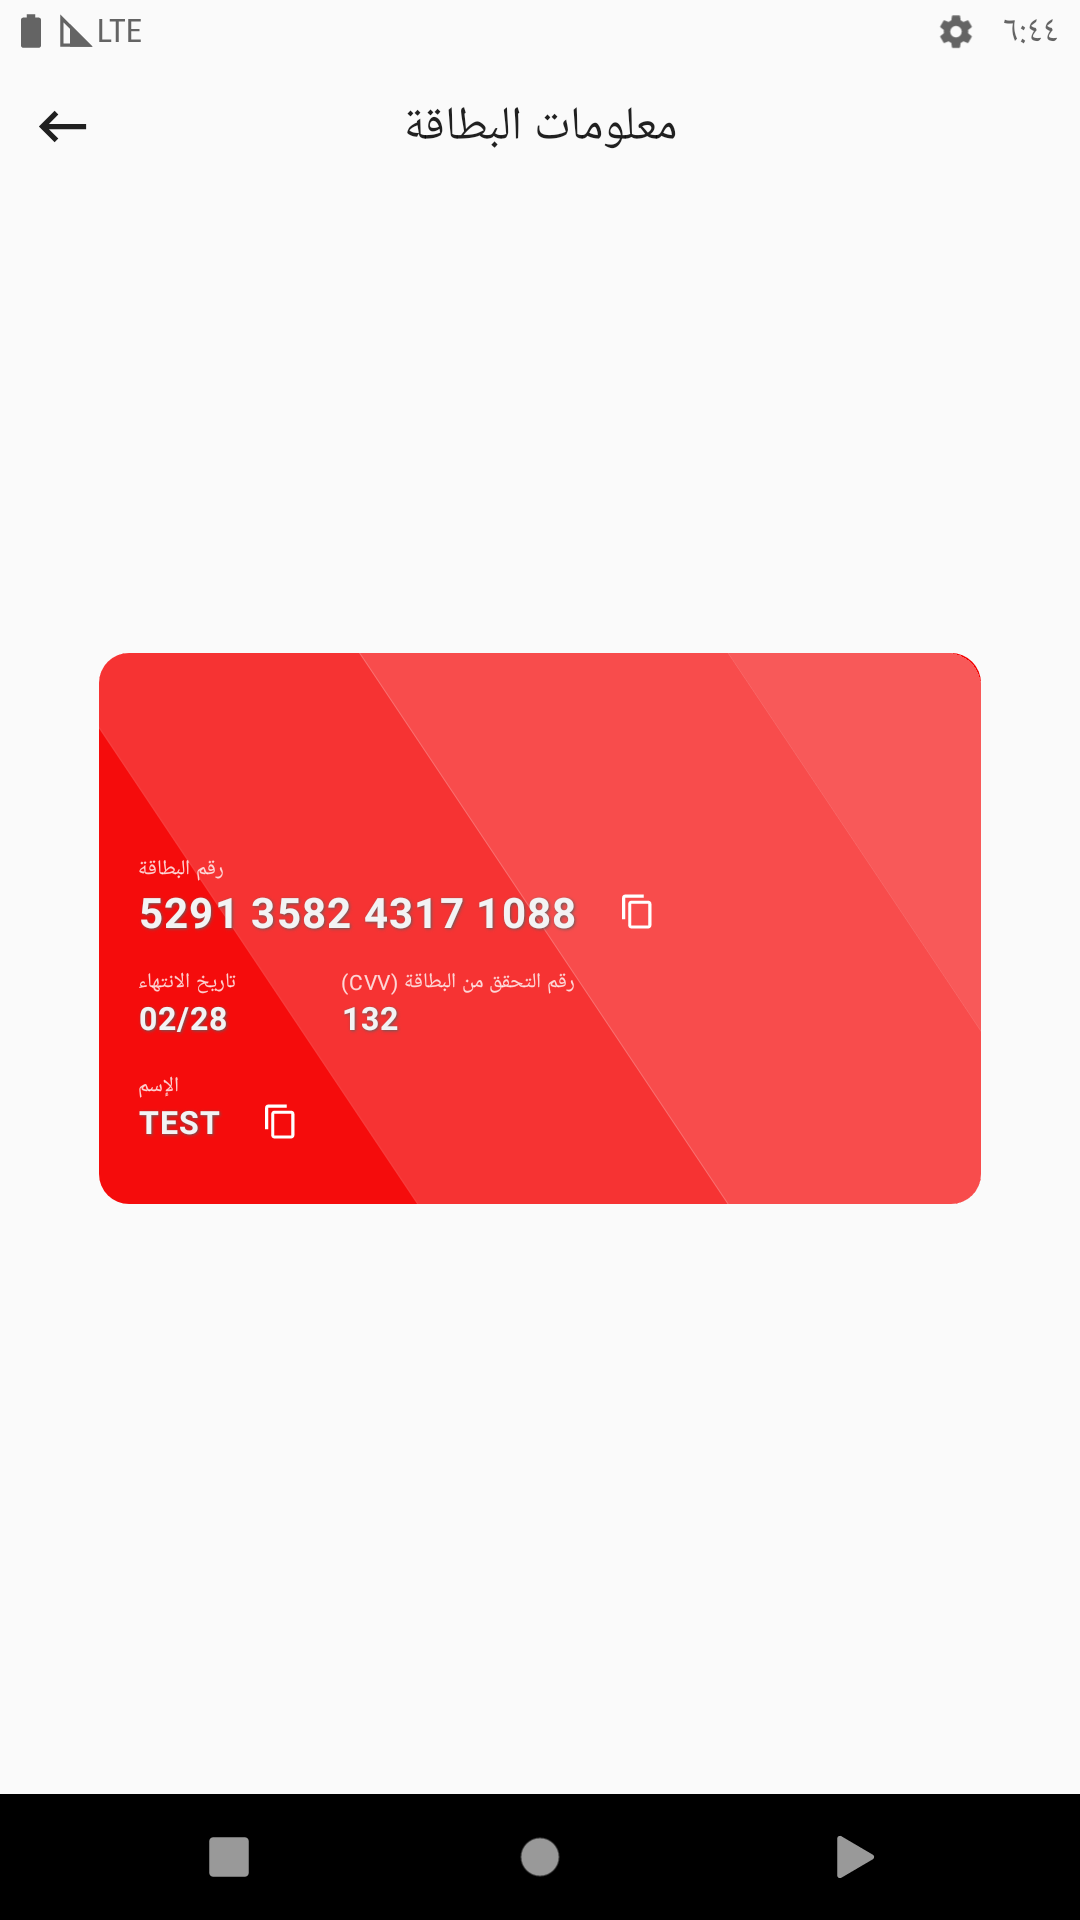 LTE ٦:٤٤
معلومات البطاقة
رقم البطاقة
5291 3582 4317 1088
تاريخ الانتهاء
رقم التحقق من البطاقة (CVV)
02/28
132
الإسم
TEST